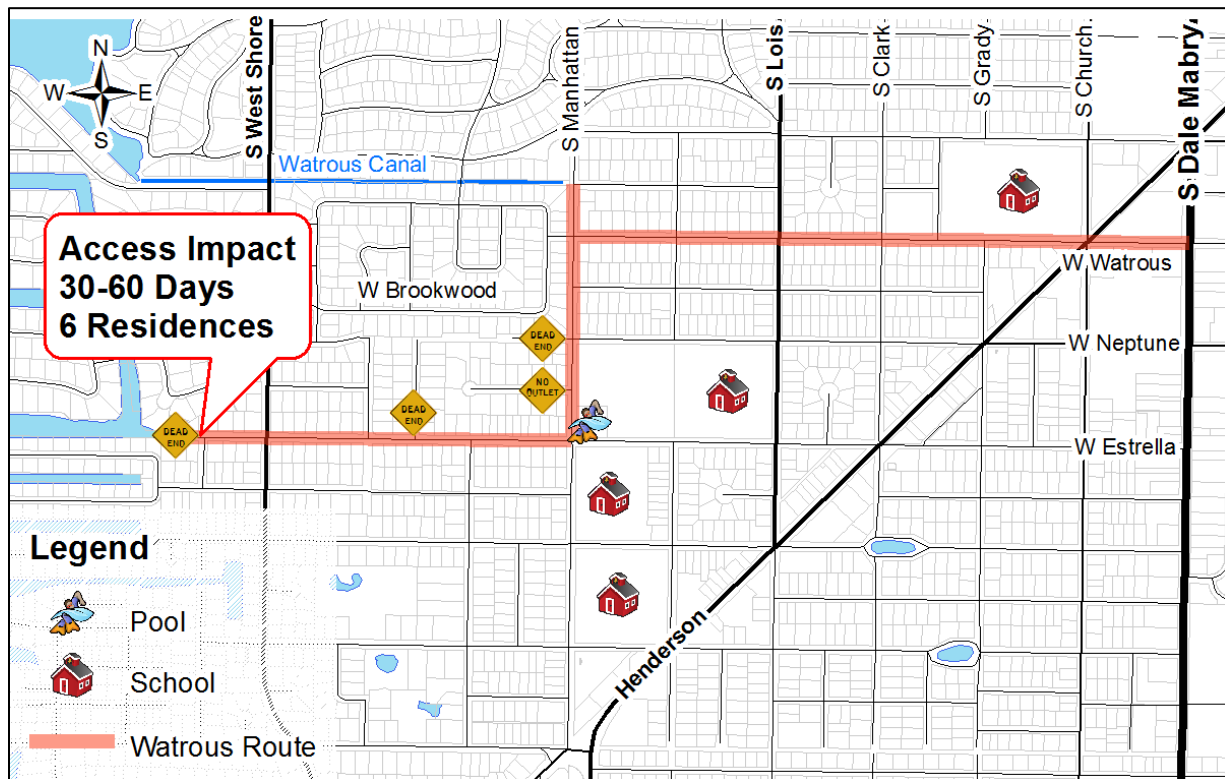 N
W
E
S
S West Shore
S Manhattan
S Lois
S Clark
S Grady
S Church
S Dale Mabry
Watrous Canal
Access Impact
30-60 Days
6 Residences
W Brookwood
W Watrous
W Neptune
W Estrella
DEAD
END
NO
OUTLET
DEAD
END
DEAD
END
Henderson
Legend
Pool
School
Watrous Route